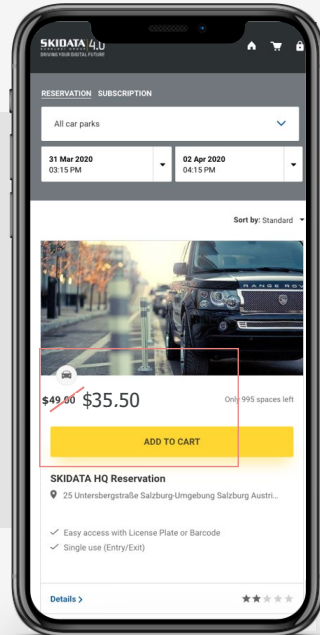 SKIDATA 4.0
DRIVING YOUR DIGITAL FUTURE
RESERVATION SUBSCRIPTION
All car parks
31 Mar 2020
03:15 PM
02 Apr 2020
04:15 PM
Sort by: Standard
RANGE ROV
$49.00 $35.50
Only 995 spaces left
ADD TO CART
SKIDATA HQ Reservation
25 Untersbergstraße Salzburg-Umgebung Salzburg Austri...
Easy access with License Plate or Barcode
Single use (Entry/Exit)
Details >